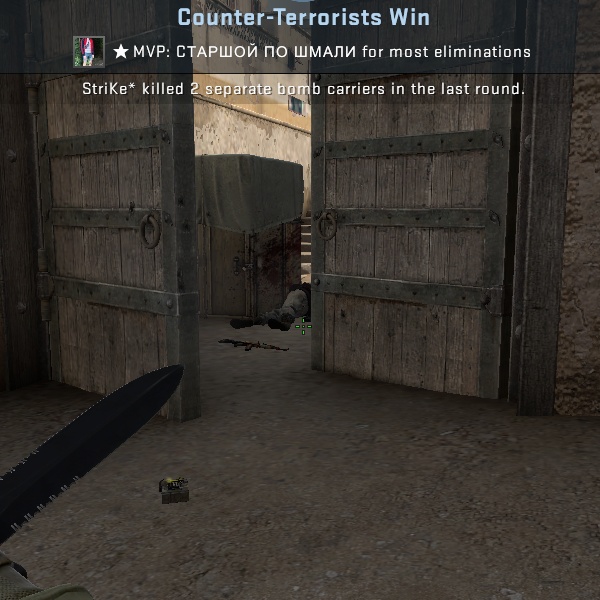 Counter-Terrorists Win
★ MVP: СТАРШОЙ ПО ШМАЛИ for most eliminations
StriKe* killed 2 separate bomb carriers in the last round.